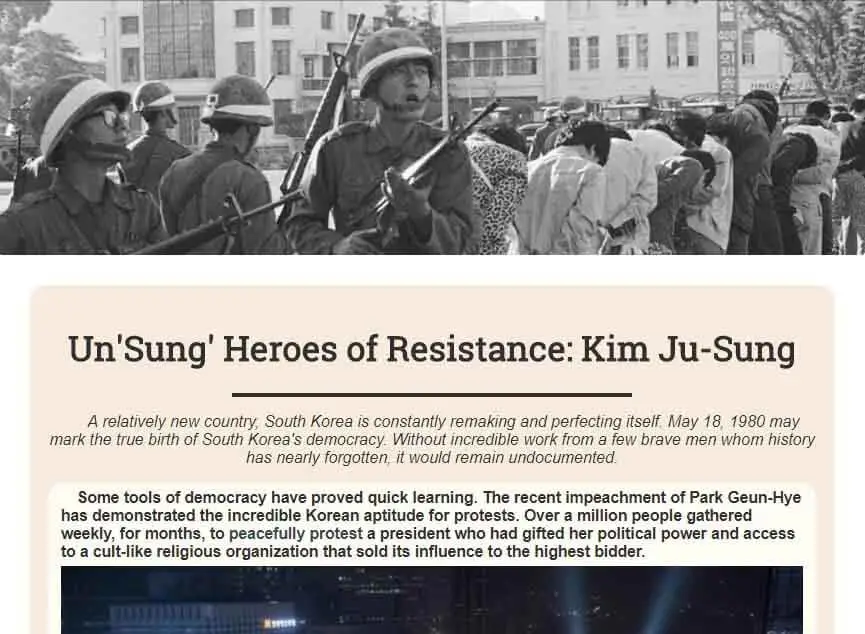 Un'Sung' Heroes of Resistance: Kim Ju-Sung
A relatively new country, South Korea is constantly remaking and perfecting itself. May 18, 1980 may
mark the true birth of South Korea's democracy. Without incredible work from a few brave men whom history
has nearly forgotten, it would remain undocumented.
Some tools of democracy have proved quick learning. The recent impeachment of Park Geun-Hye
has demonstrated the incredible Korean aptitude for protests. Over a million people gathered
weekly, for months, to peacefully protest a president who had gifted her political power and access
to a cult-like religious organization that sold its influence to the highest bidder.